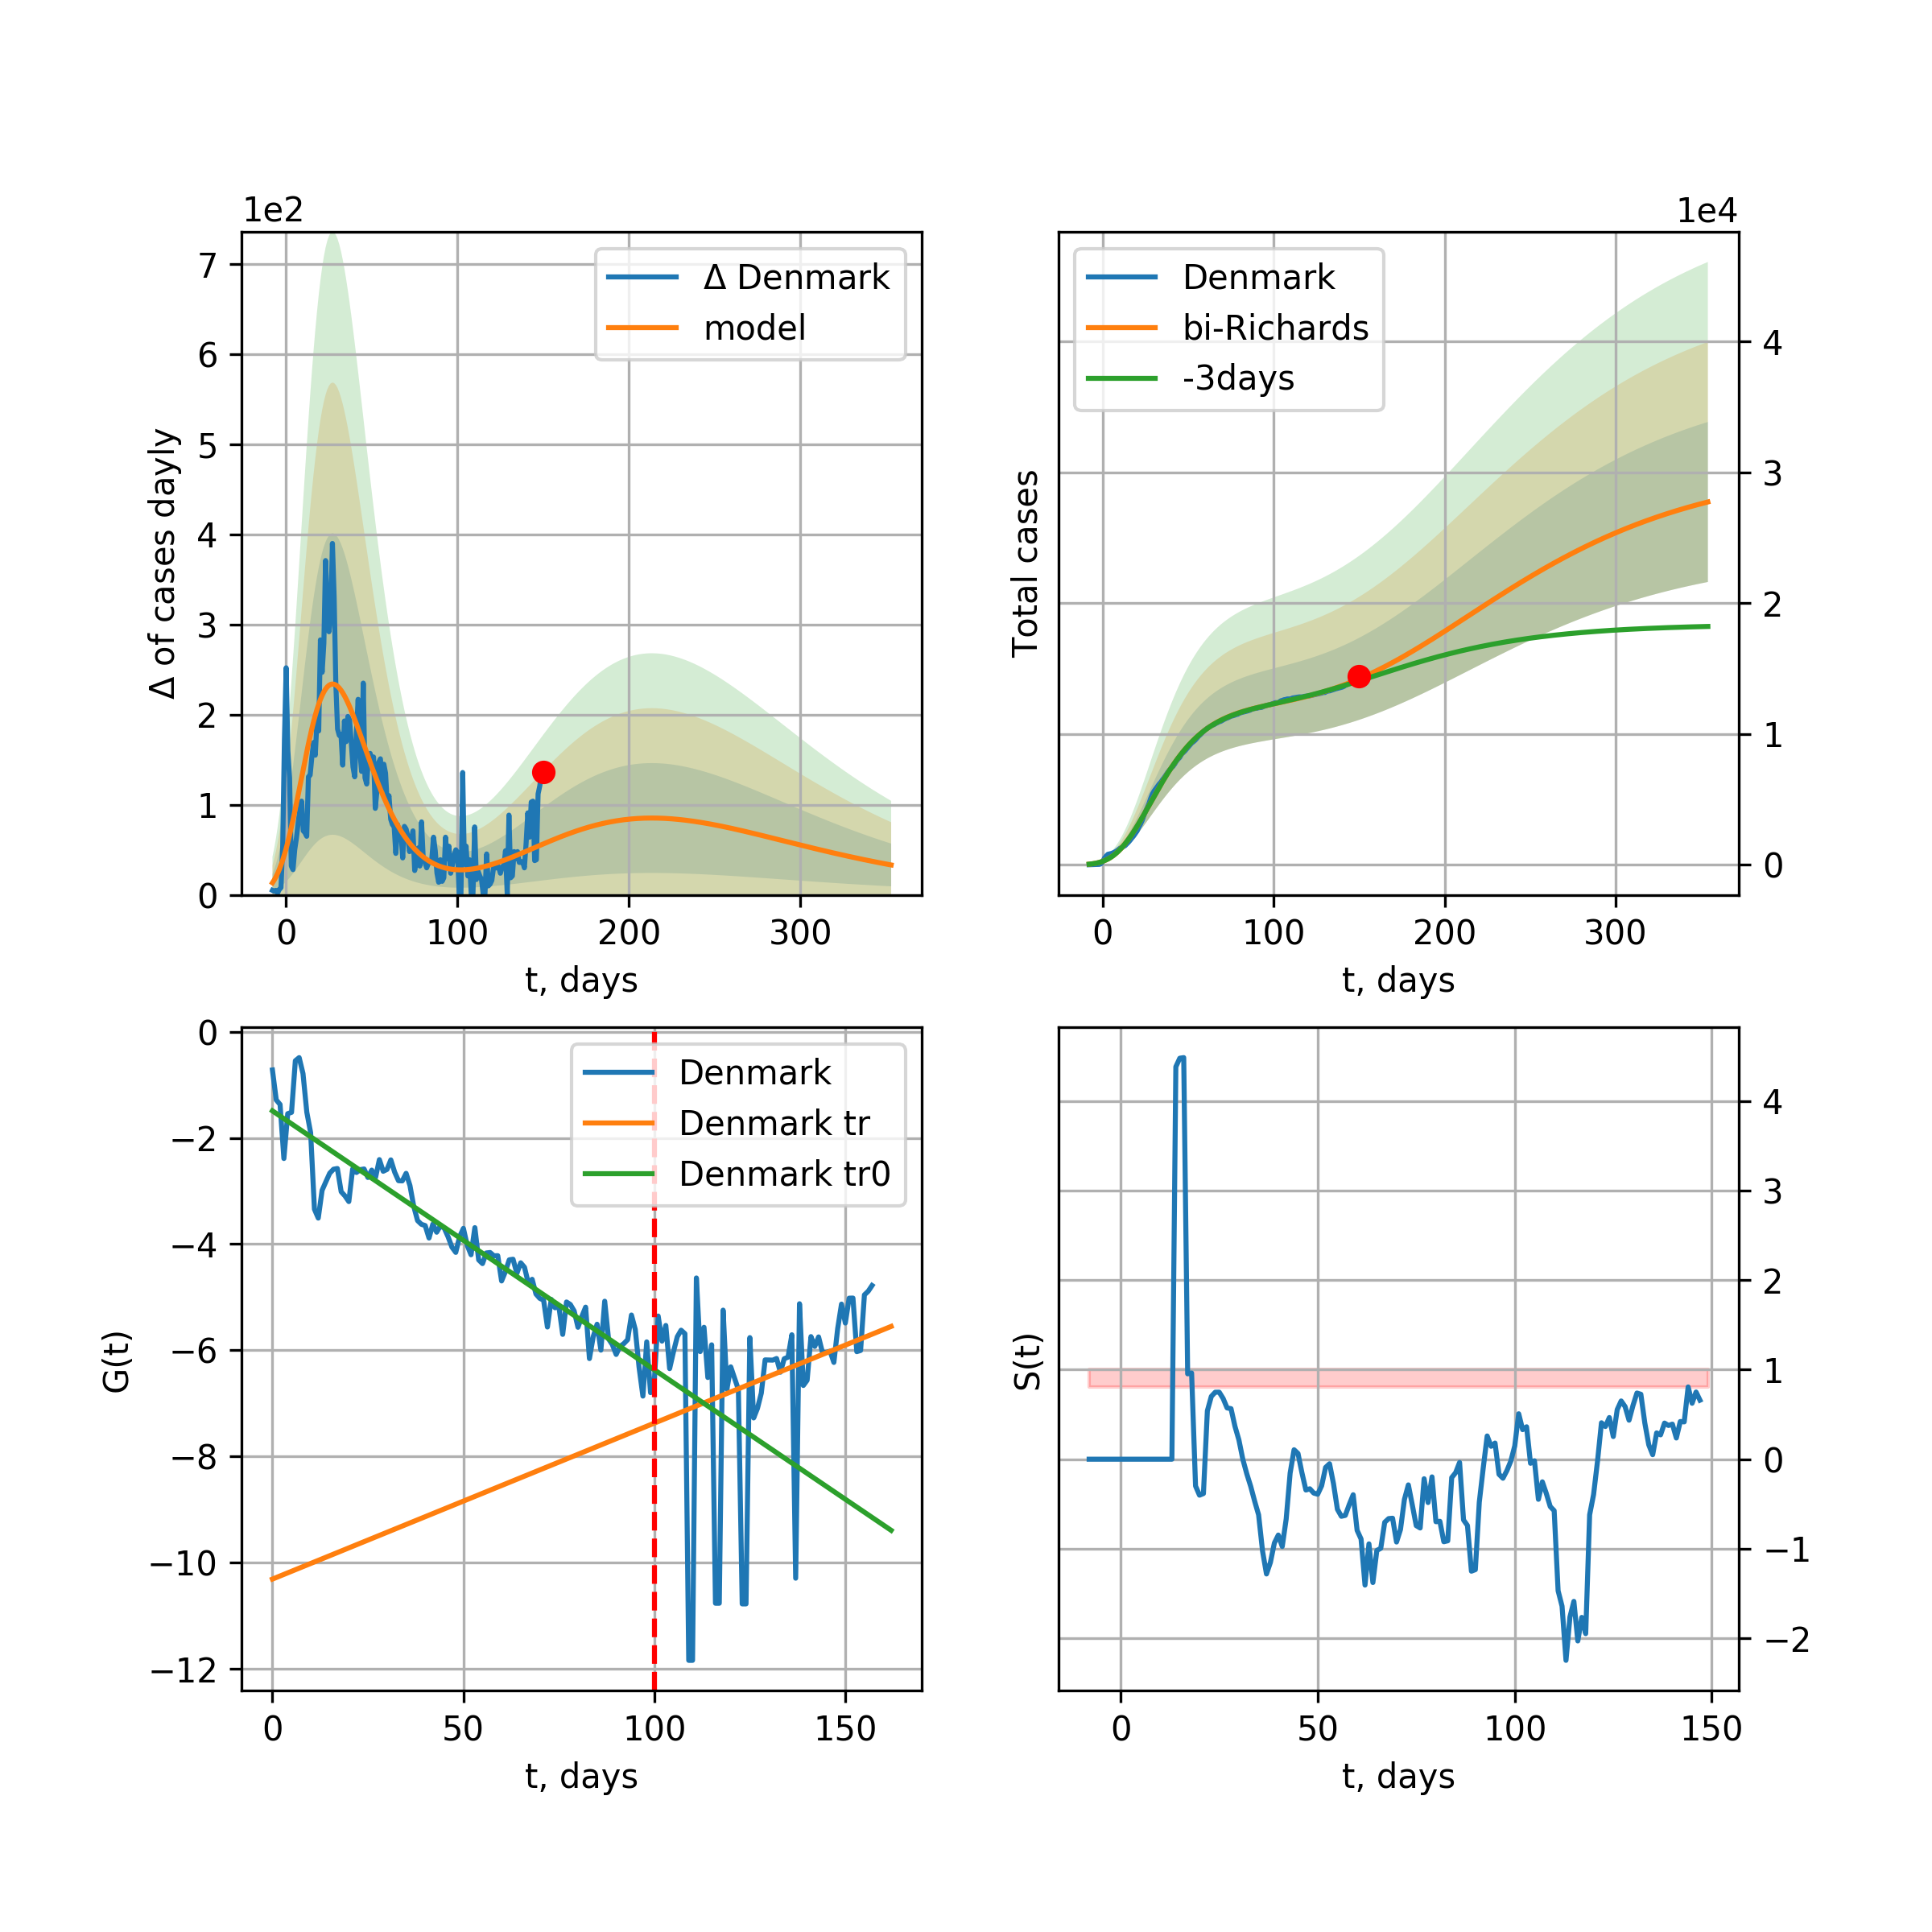 1e2
7
6
5
4
3
2
1
0
Δ of cases dayly
Δ Denmark
model
0 100 200 300
t, days
1e4
4
3
2
1
0
Total cases
Denmark
bi-Richards
-3days
0 100 200 300
t, days
0
−2
−4
−6
−8
−10
−12
G(t)
Denmark
Denmark tr
Denmark tr0
0 50 100 150
t, days
4
3
2
1
0
−1
−2
S(t)
0 50 100 150
t, days